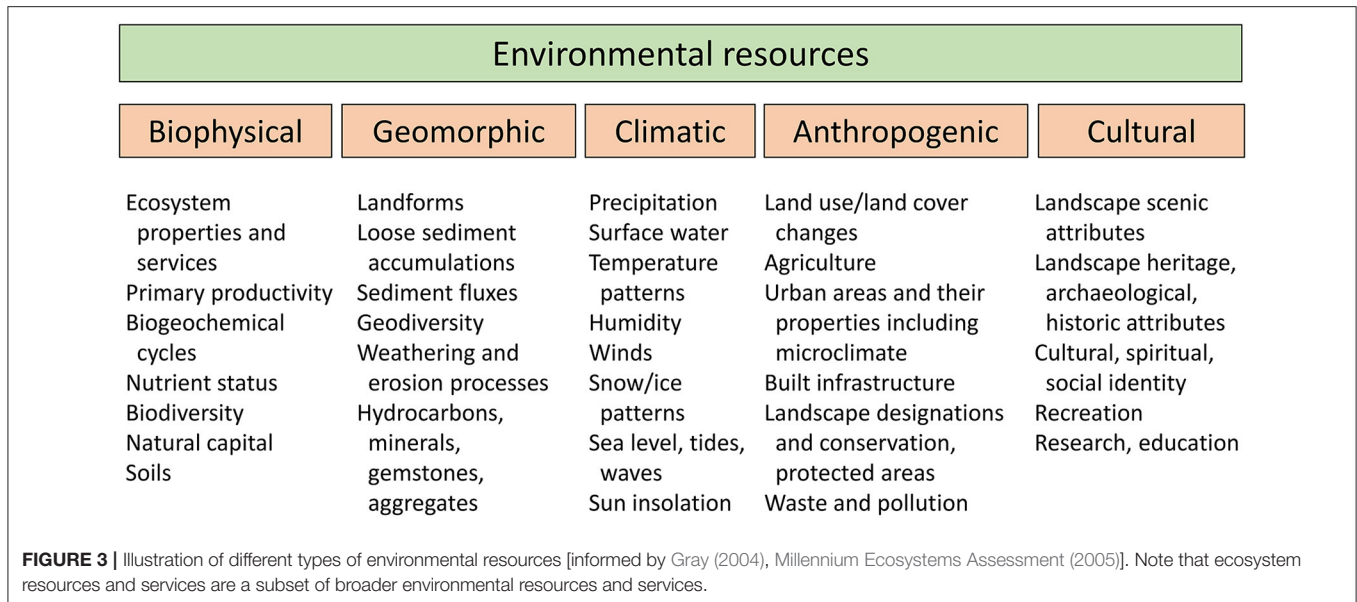 Environmental resources
Biophysical
Ecosystem
properties and
services
Primary productivity
Biogeochemical
cycles
Nutrient status
Biodiversity
Natural capital
Soils
Geomorphic
Landforms
Loose sediment
accumulations
Sediment fluxes
Geodiversity
Weathering and
erosion processes
Hydrocarbons,
minerals,
gemstones,
aggregates
Climatic
Precipitation
Surface water
Temperature
patterns
Humidity
Winds
Snow/ice
patterns
Sea level, tides,
waves
Sun insolation
Anthropogenic
Land use/land cover
changes
Agriculture
Urban areas and their
properties including
microclimate
Built infrastructure
Landscape designations
and conservation,
protected areas
Waste and pollution
Cultural
Landscape scenic
attributes
Landscape heritage,
archaeological,
historic attributes
Cultural, spiritual,
social identity
Recreation
Research, education
FIGURE 3 | Illustration of different types of environmental resources [informed by Gray (2004), Millennium Ecosystems Assessment (2005)]. Note that ecosystem
resources and services are a subset of broader environmental resources and services.